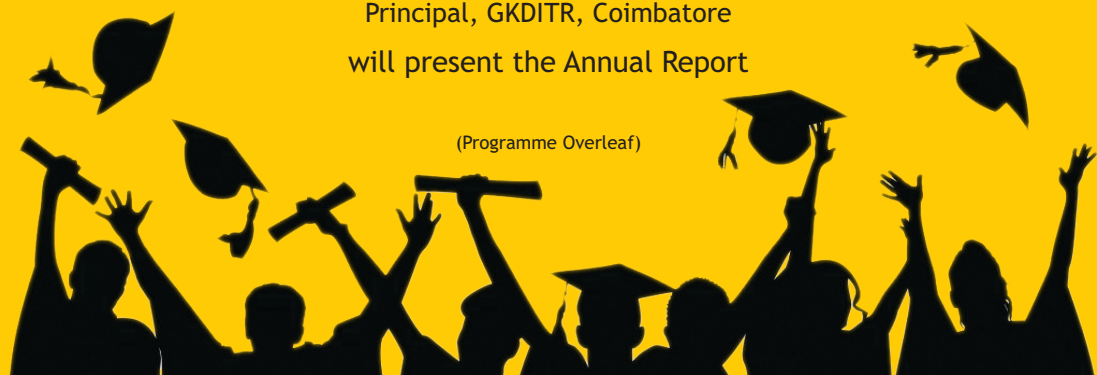 Principal, GKDITR, Coimbatore
will present the Annual Report
(Programme Overleaf)